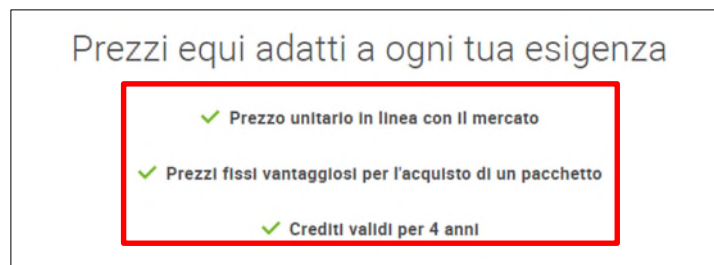 Prezzi equi adatti a ogni tua esigenza
Prezzo unitario in linea con il mercato
Prezzi fissi vantaggiosi per l'acquisto di un pacchetto
Crediti validi per 4 anni